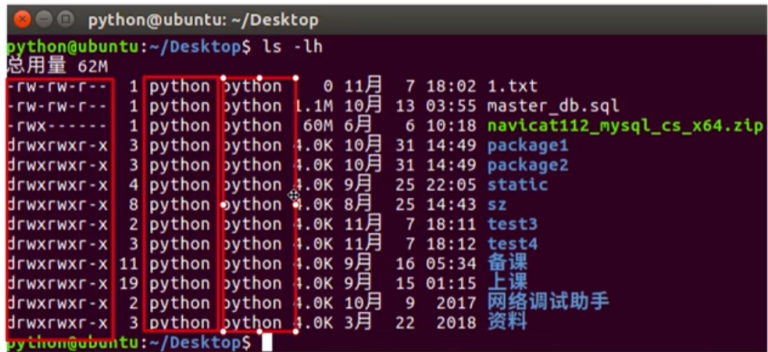 python@ubuntu: ~/Desktop
python@ubuntu:~/Desktop$ ls -lh
总用量 62M
-rw-rw-r-- 1 python python 0 11月 7 18:02 1.txt
-rw-rw-r-- 1 python python 1.1M 10月 13 03:55 master_db.sql
-rwx------ 1 python python 60M 6月 6 10:18 navicat112_mysql_cs_x64.zip
drwxrwxr-x 3 python python 4.0K 10月 31 14:49 package1
drwxrwxr-x 3 python python 4.0K 10月 31 14:49 package2
drwxrwxr-x 4 python python 4.0K 9月 25 22:05 static
drwxrwxr-x 8 python python 4.0K 8月 25 14:43 sz
drwxrwxr-x 2 python python 4.0K 11月 7 18:11 test3
drwxrwxr-x 3 python python 4.0K 11月 7 18:12 test4
drwxrwxr-x 11 python python 4.0K 9月 16 05:34 备课
drwxrwxr-x 19 python python 4.0K 9月 15 01:15 上课
drwxrwxr-x 2 python python 4.0K 10月 9 2017 网络调试助手
drwxrwxr-x 3 python python 4.0K 3月 22 2018 资料
python@ubuntu:~/Desktop$